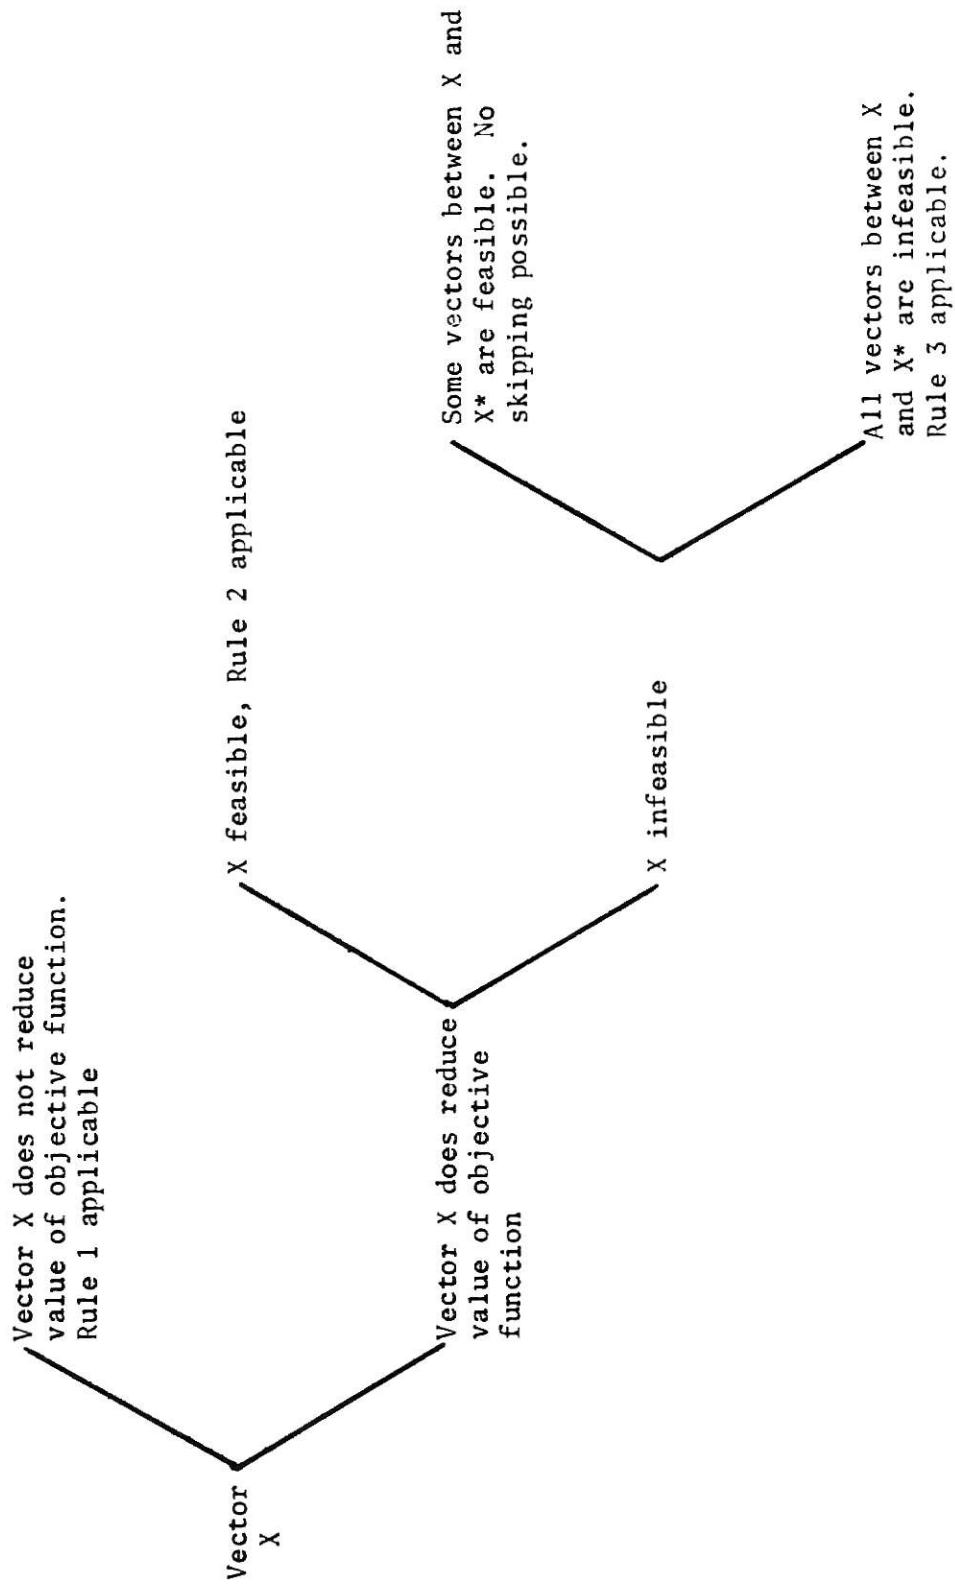 Vector
X
Vector X does not reduce
value of objective function.
Rule 1 applicable
Vector X does reduce
value of objective
function
X feasible, Rule 2 applicable
X infeasible
Some vectors between X and
X* are feasible. No
skipping possible.
All vectors between X
and X* are infeasible.
Rule 3 applicable.